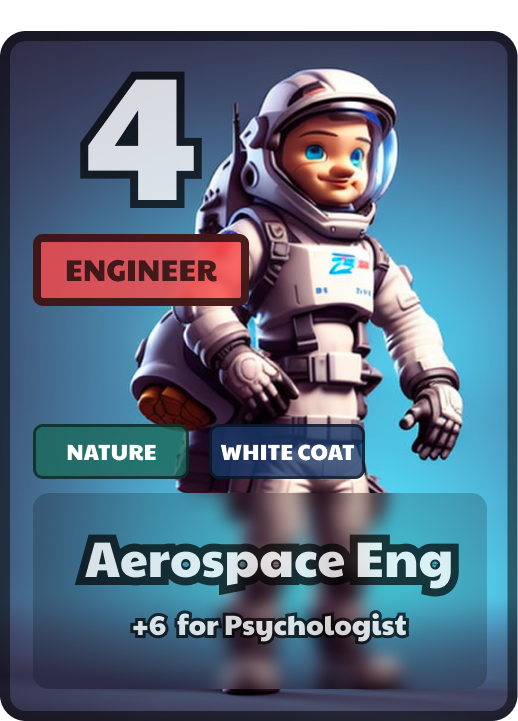 4
ENGINEER
NATURE
WHITE COAT
Aerospace Eng
+6 for Psychologist